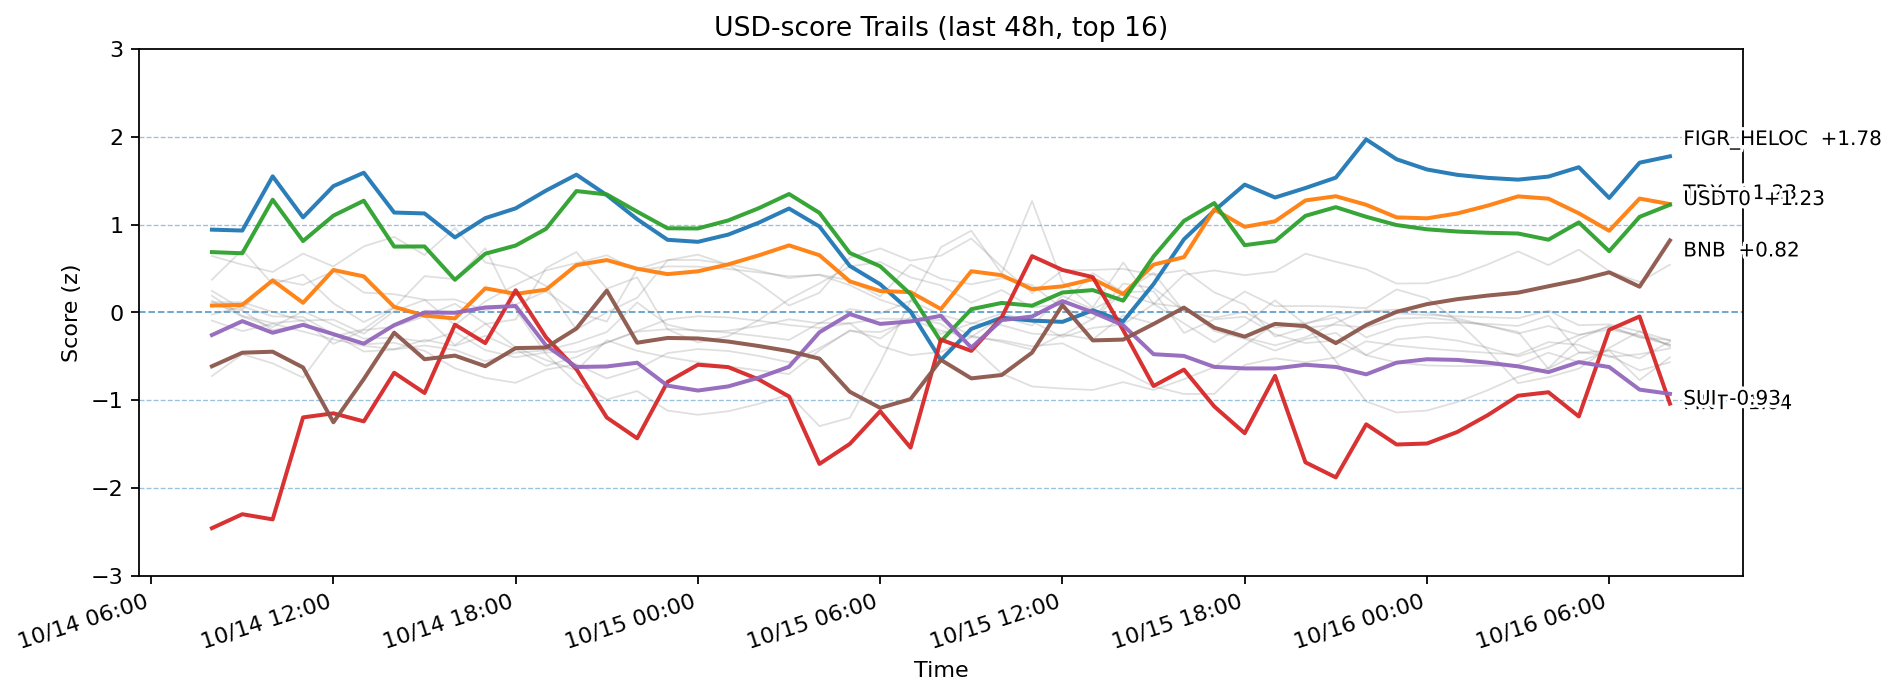 USD-score Trails (last 48h, top 16)
Score (z)
3
2
1
0
−1
−2
−3
FIGR_HELOC +1.78
USDT0 +1.23
BNB +0.82
SUI -0.93
10/14 06:00
10/14 12:00
10/14 18:00
10/15 00:00
10/15 06:00
10/15 12:00
10/15 18:00
10/16 00:00
10/16 06:00
Time